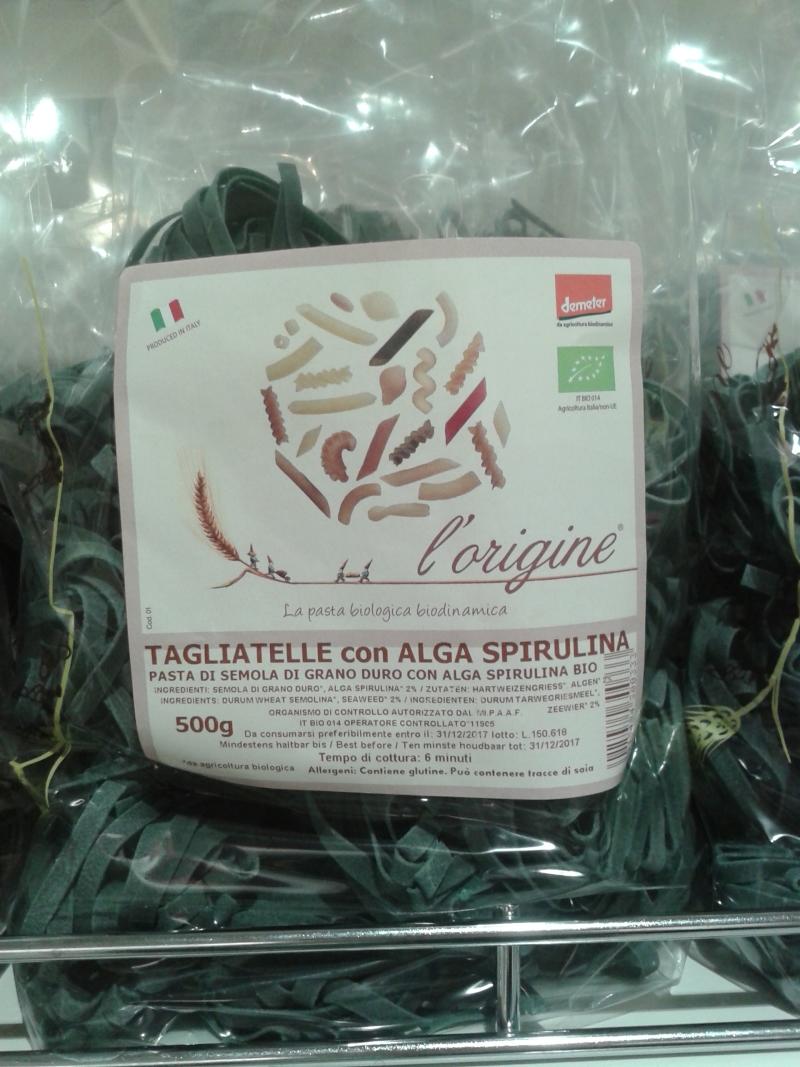 PRODUCED IN ITALY
demeter
da agricoltura biodinamica
IT BIO 014
Agricoltura Italia/non-UE
l'origine®
La pasta biologica biodinamica
Cod. 01
TAGLIATELLE con ALGA SPIRULINA
PASTA DI SEMOLA DI GRANO DURO CON ALGA SPIRULINA BIO
INGREDIENTI: SEMOLA DI GRANO DURO*, ALGA SPIRULINA* 2% / ZUTATEN: HARTWEIZENGRIESS*, ALGEN*
INGREDIENTS: DURUM WHEAT SEMOLINA*, SEAWEED* 2% / INGREDIENTEN: DURUM TARWEGRIESMEEL*,
ZEEWIER* 2%
ORGANISMO DI CONTROLLO AUTORIZZATO DAL MI.P.A.A.F.
500g
IT BIO 014 OPERATORE CONTROLLATO
Da consumarsi preferibilmente entro il: 31/12/2017 lotto: L.150.618
Mindestens haltbar bis / Best before / Ten minste houdbaar tot: 31/12/2017
Tempo di cottura: 6 minuti
*da agricoltura biologica
Allergeni: Contiene glutine. Può contenere tracce di soia